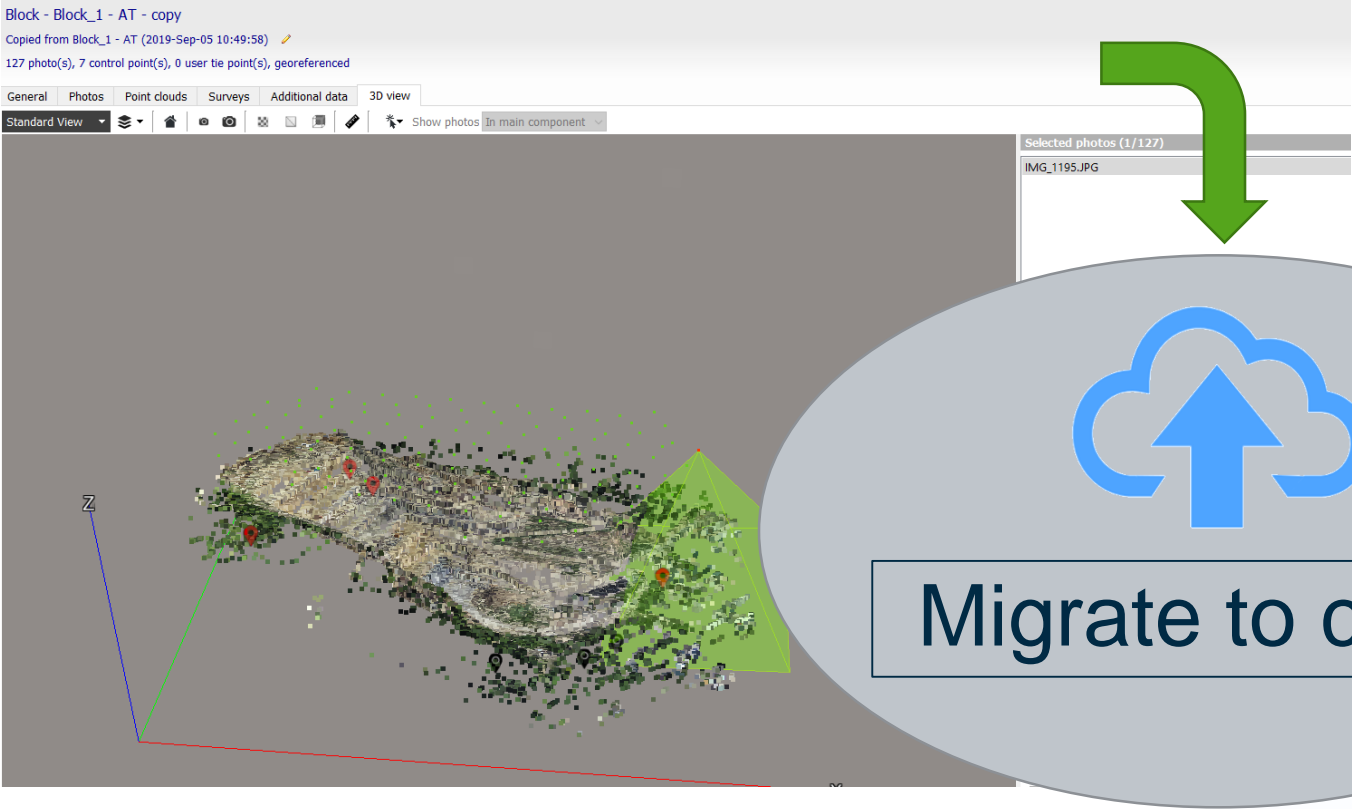 Block - Block_1 - AT - copy
Copied from Block_1 - AT (2019-Sep-05 10:49:58)
127 photo(s), 7 control point(s), 0 user tie point(s), georeferenced
General Photos Point clouds Surveys Additional data 3D view
Standard View Show photos In main component
Selected photos (1/127)
IMG_1195.JPG
Z
Migrate to